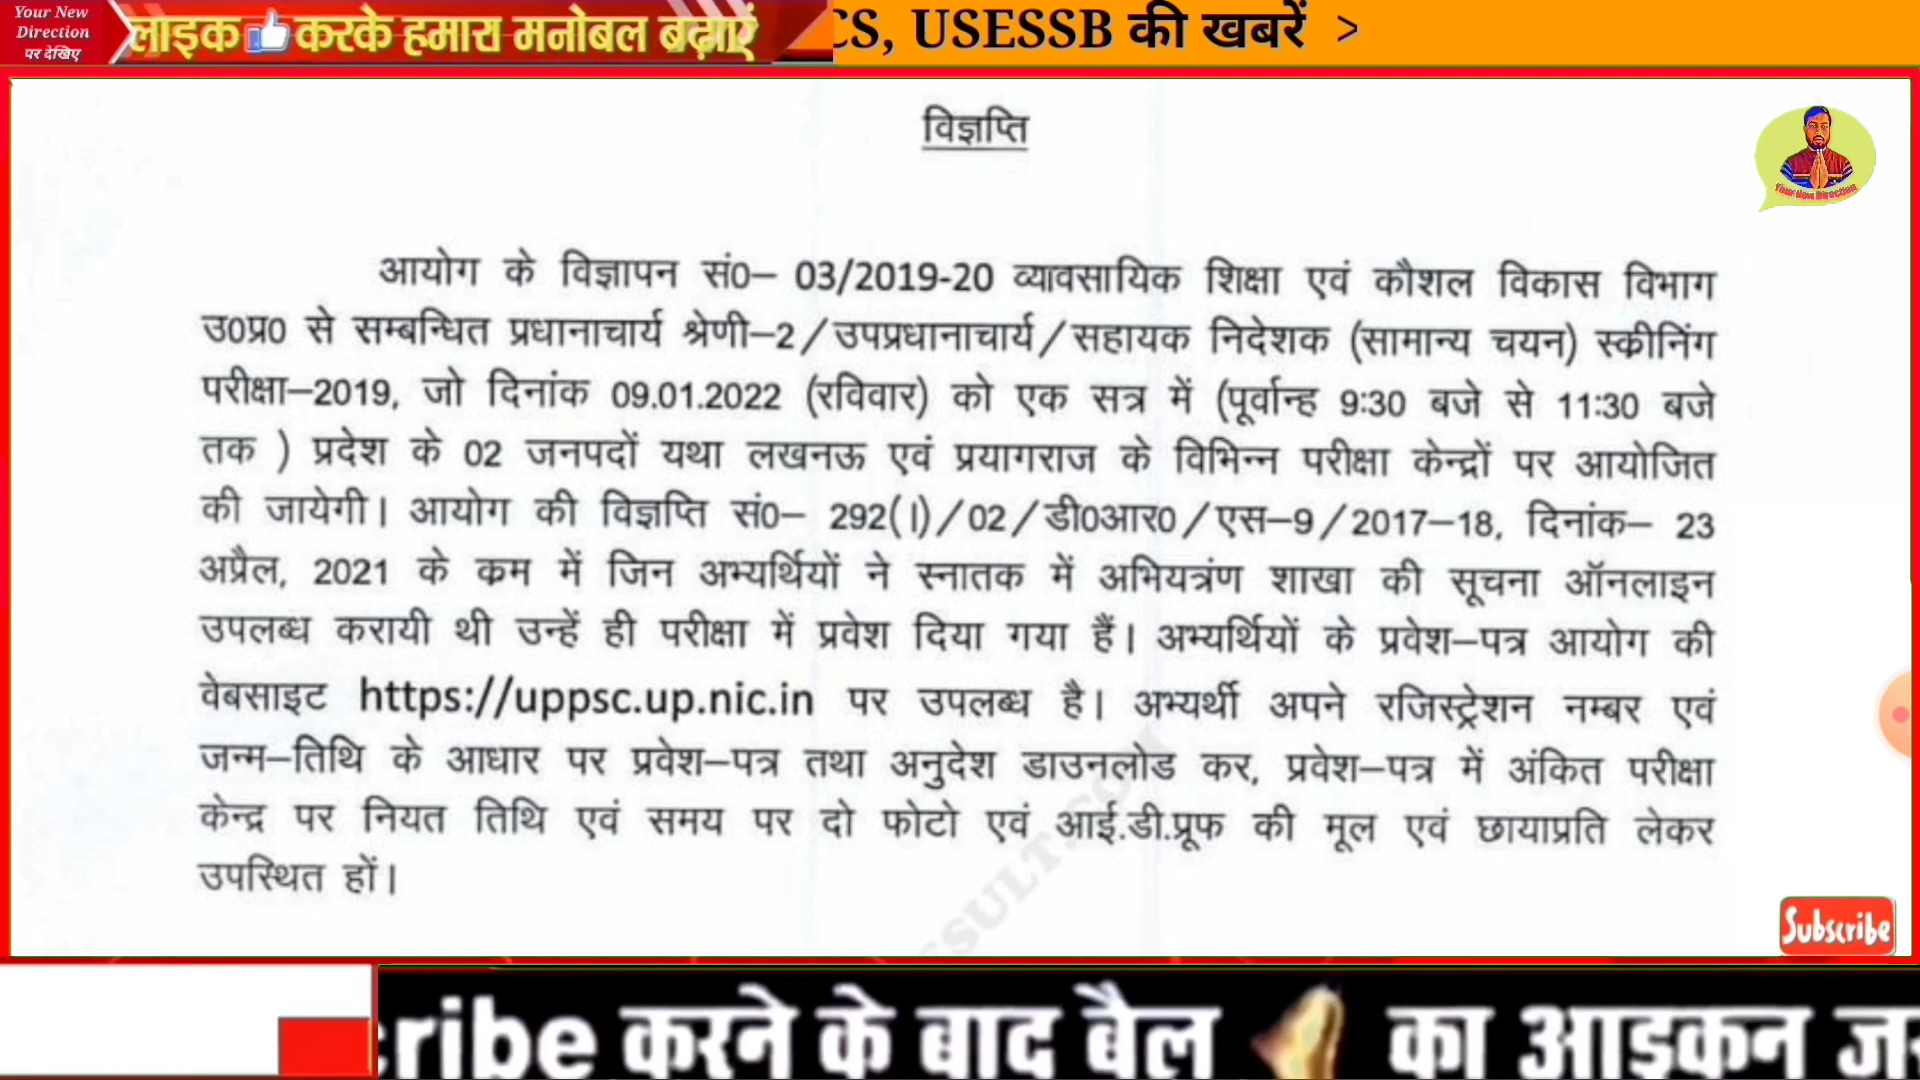 Your New
Direction
पर देखिए
लाइक करके हमारा मनोबल बढ़ाएं
CS, USESSB की खबरें >
विज्ञप्ति
Your New Direction
आयोग के विज्ञापन सं0– 03/2019-20 व्यावसायिक शिक्षा एवं कौशल विकास विभाग
उ0प्र0 से सम्बन्धित प्रधानाचार्य श्रेणी–2/उपप्रधानाचार्य/सहायक निदेशक (सामान्य चयन) स्क्रीनिंग
परीक्षा–2019, जो दिनांक 09.01.2022 (रविवार) को एक सत्र में (पूर्वान्ह 9:30 बजे से 11:30 बजे
तक ) प्रदेश के 02 जनपदों यथा लखनऊ एवं प्रयागराज के विभिन्न परीक्षा केन्द्रों पर आयोजित
की जायेगी। आयोग की विज्ञप्ति सं0– 292(I)/02/डी0आर0/एस–9/2017–18, दिनांक– 23
अप्रैल, 2021 के क्रम में जिन अभ्यर्थियों ने स्नातक में अभियत्रंण शाखा की सूचना ऑनलाइन
उपलब्ध करायी थी उन्हें ही परीक्षा में प्रवेश दिया गया हैं। अभ्यर्थियों के प्रवेश–पत्र आयोग की
वेबसाइट https://uppsc.up.nic.in पर उपलब्ध है। अभ्यर्थी अपने रजिस्ट्रेशन नम्बर एवं
जन्म–तिथि के आधार पर प्रवेश–पत्र तथा अनुदेश डाउनलोड कर, प्रवेश–पत्र में अंकित परीक्षा
केन्द्र पर नियत तिथि एवं समय पर दो फोटो एवं आई.डी.प्रूफ की मूल एवं छायाप्रति लेकर
उपस्थित हों।
Subscribe
cribe करने के बाद बैल का आइकन